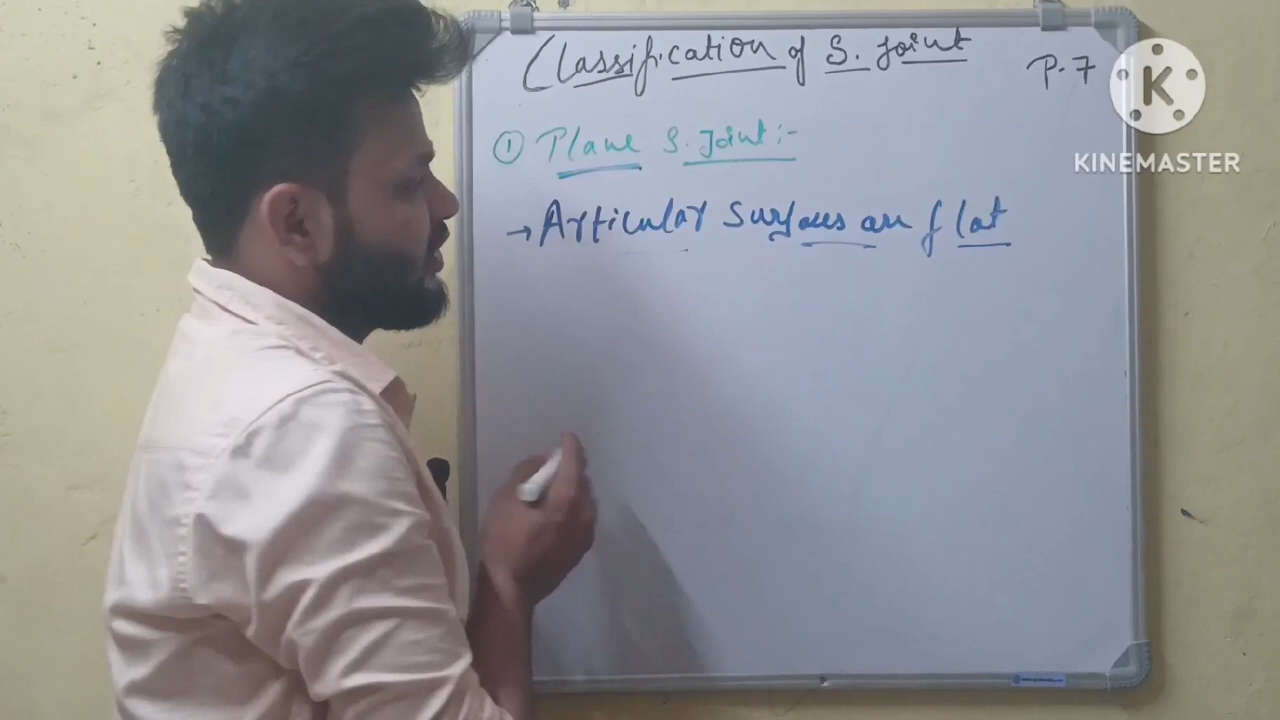 Classification of S. Joint
P-7
① Plane S. Joint :-
→ Articular Surfaces are flat
K
KINEMASTER